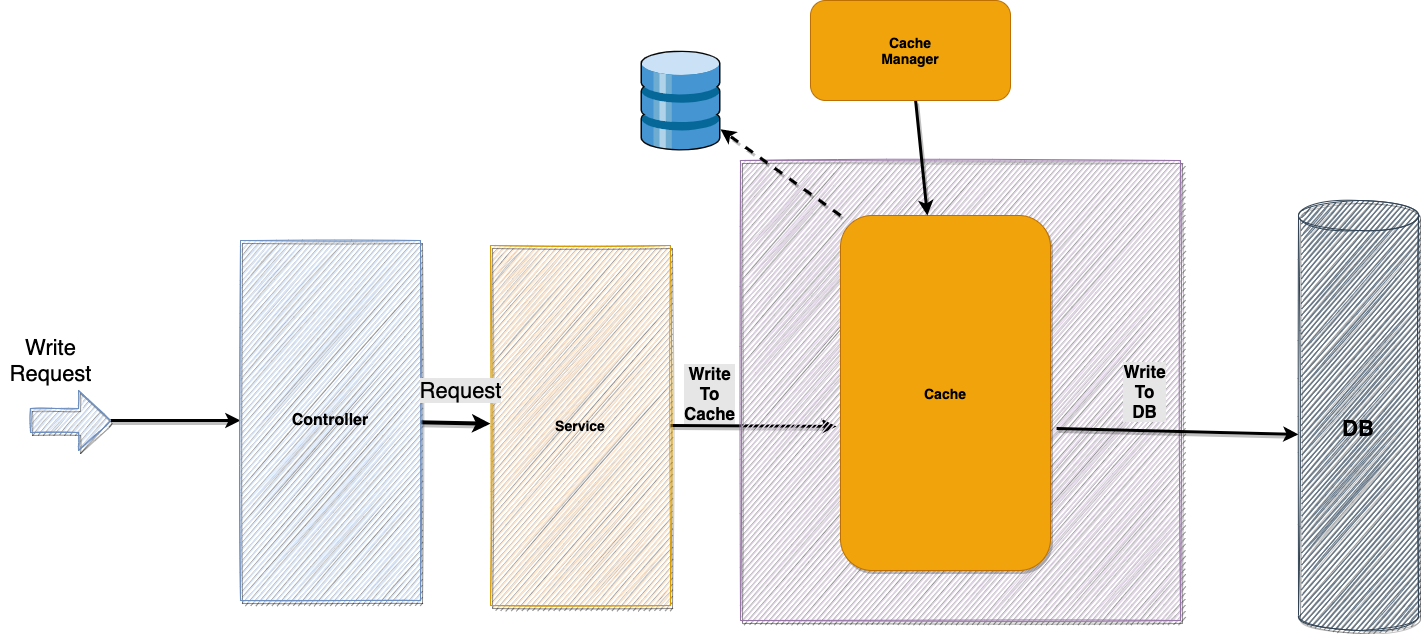 Cache
Manager
Write
Request
Controller
Request
Service
Write
To
Cache
Cache
Write
To
DB
DB